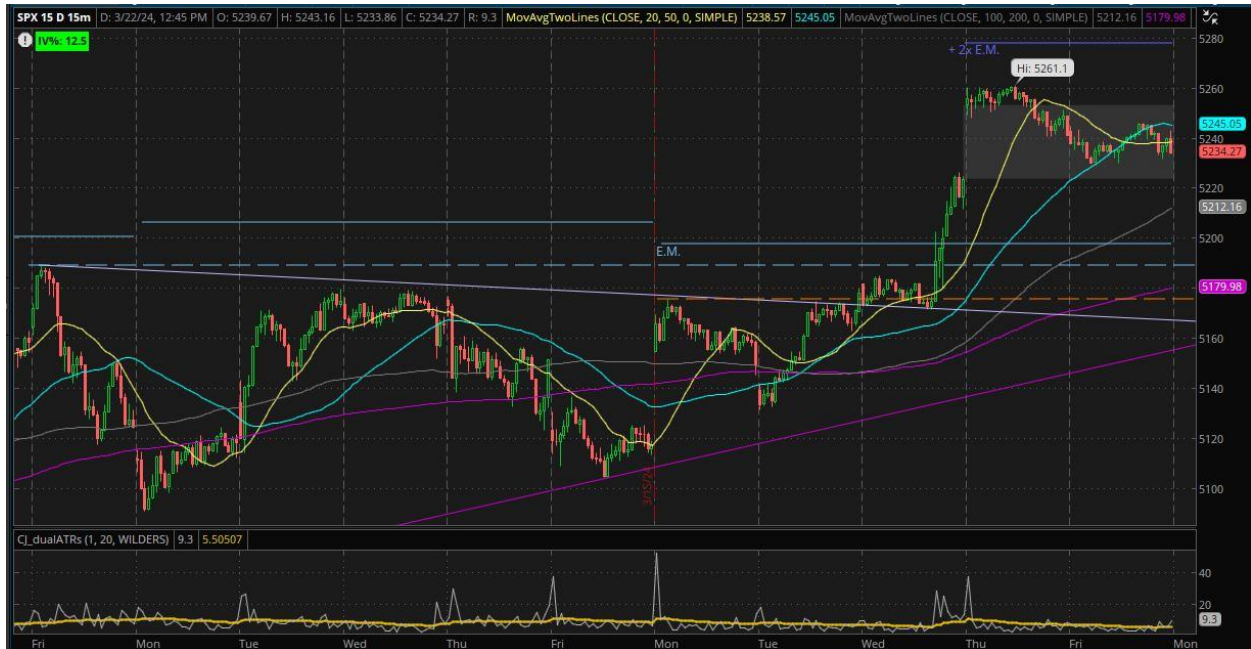 SPX 15 D 15m D: 3/22/24, 12:45 PM O: 5239.67 H: 5243.16 L: 5233.86 C: 5234.27 R: 9.3 MovAvgTwoLines (CLOSE, 20, 50, 0, SIMPLE) 5238.57 5245.05 MovAvgTwoLines (CLOSE, 100, 200, 0, SIMPLE) 5212.16 5179.98
IV%: 12.5
5280
+ 2x E.M.
Hi: 5261.1
5260
5245.05
5240
5234.27
5220
5212.16
5200
E.M.
5180
5179.98
5160
5140
5120
5100
3/15/24
CJ_dualATRs (1, 20, WILDERS) 9.3 5.50507
40
20
9.3
Fri Mon Tue Wed Thu Fri Mon Tue Wed Thu Fri Mon